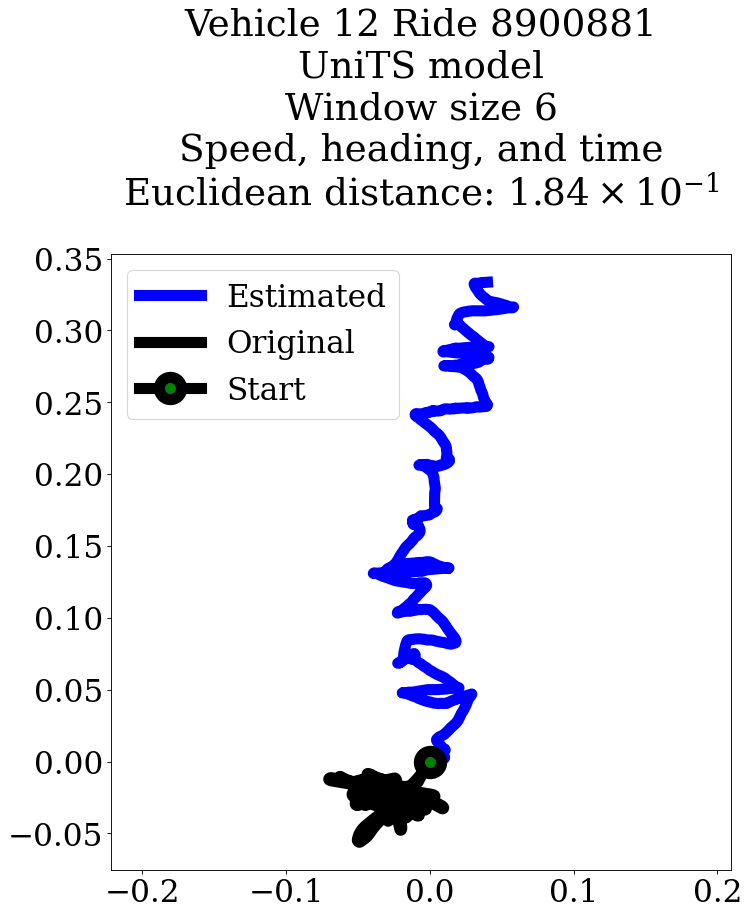 Vehicle 12 Ride 8900881
UniTS model
Window size 6
Speed, heading, and time
Euclidean distance: 1.84 × 10⁻¹
0.35
0.30
0.25
0.20
0.15
0.10
0.05
0.00
−0.05
Estimated
Original
Start
−0.2
−0.1
0.0
0.1
0.2